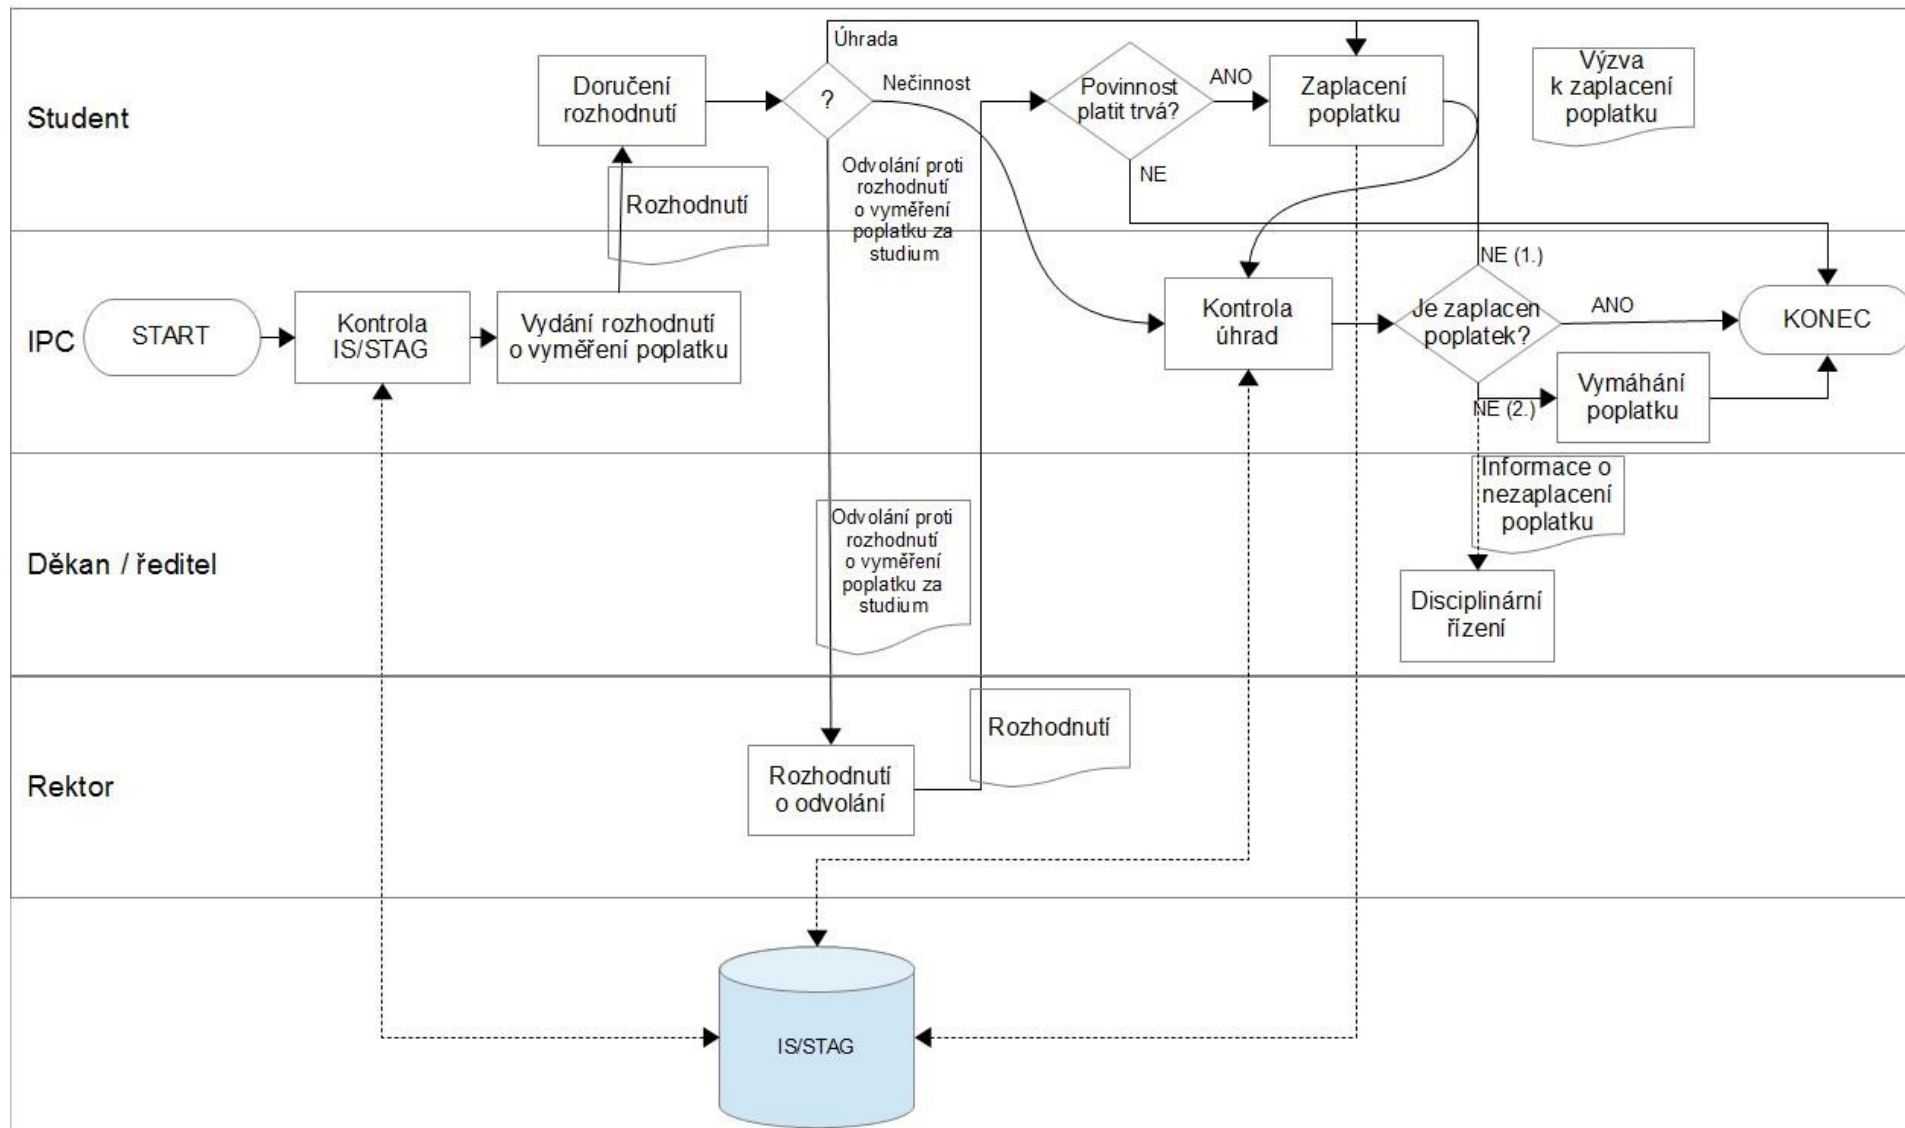 Student
Doručení
rozhodnutí
Rozhodnutí
?
Úhrada
Nečinnost
Odvolání proti
rozhodnutí
o vyměření
poplatku za
studium
Povinnost
platit trvá?
ANO
NE
Zaplacení
poplatku
Výzva
k zaplacení
poplatku
IPC
START
Kontrola
IS/STAG
Vydání rozhodnutí
o vyměření poplatku
Kontrola
úhrad
NE (1.)
Je zaplacen
poplatek?
ANO
NE (2.)
Vymáhání
poplatku
KONEC
Děkan / ředitel
Odvolání proti
rozhodnutí
o vyměření
poplatku za
studium
Informace o
nezaplacení
poplatku
Disciplinární
řízení
Rektor
Rozhodnutí
o odvolání
Rozhodnutí
IS/STAG